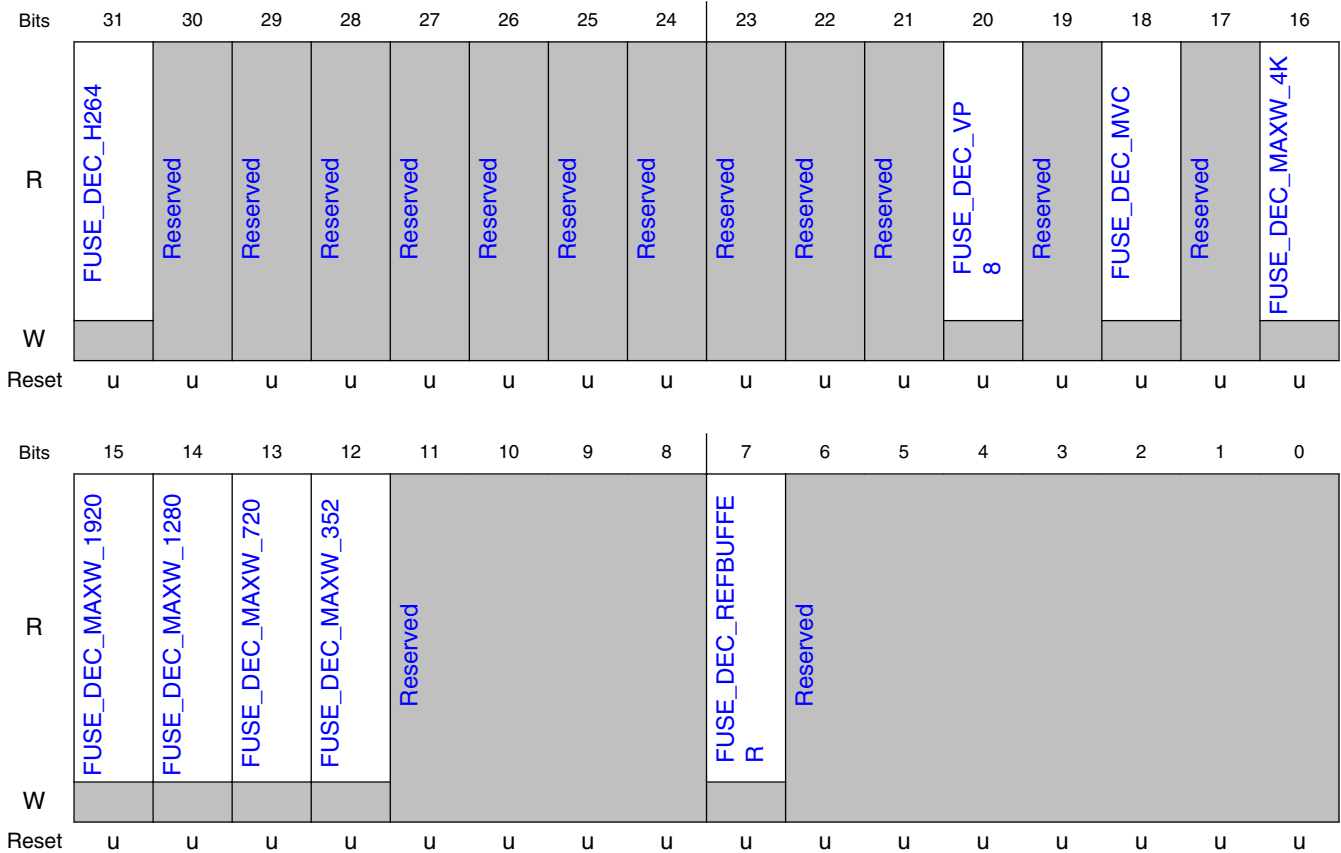 Bits 31 30 29 28 27 26 25 24 23 22 21 20 19 18 17 16
R
FUSE_DEC_H264
Reserved
Reserved
Reserved
Reserved
Reserved
Reserved
Reserved
Reserved
Reserved
Reserved
FUSE_DEC_VP
8
Reserved
FUSE_DEC_MVC
Reserved
FUSE_DEC_MAXW_4K
W
Reset u u u u u u u u u u u u u u u u
Bits 15 14 13 12 11 10 9 8 7 6 5 4 3 2 1 0
R
FUSE_DEC_MAXW_1920
FUSE_DEC_MAXW_1280
FUSE_DEC_MAXW_720
FUSE_DEC_MAXW_352
Reserved
FUSE_DEC_REFBUFFE
R
Reserved
W
Reset u u u u u u u u u u u u u u u u